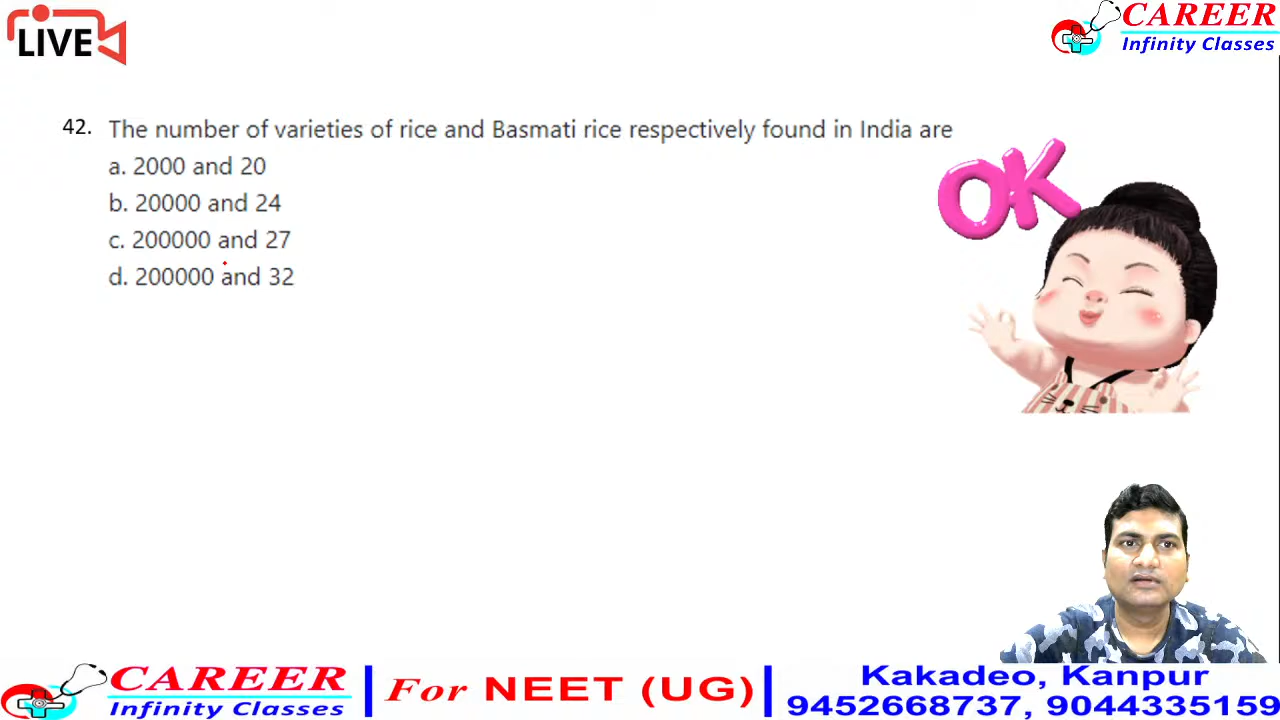 LIVE
CAREER
Infinity Classes
42. The number of varieties of rice and Basmati rice respectively found in India are
a. 2000 and 20
b. 20000 and 24
c. 200000 and 27
d. 200000 and 32
OK
CAREER
Infinity Classes
For NEET (UG)
Kakadeo, Kanpur
9452668737, 9044335159